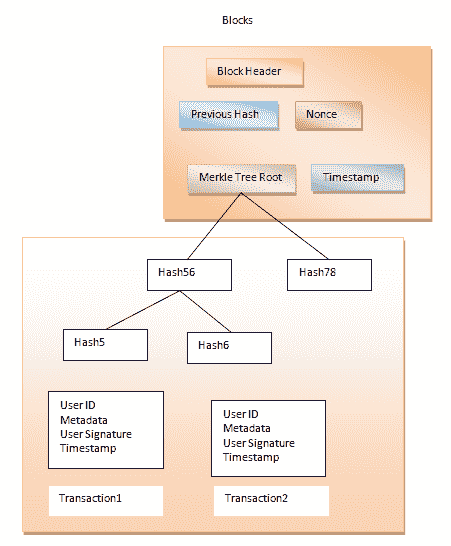 Blocks
Block Header
Previous Hash
Nonce
Merkle Tree Root
Timestamp
Hash56
Hash78
Hash5
Hash6
User ID
Metadata
User Signature
Timestamp
User ID
Metadata
User Signature
Timestamp
Transaction1
Transaction2